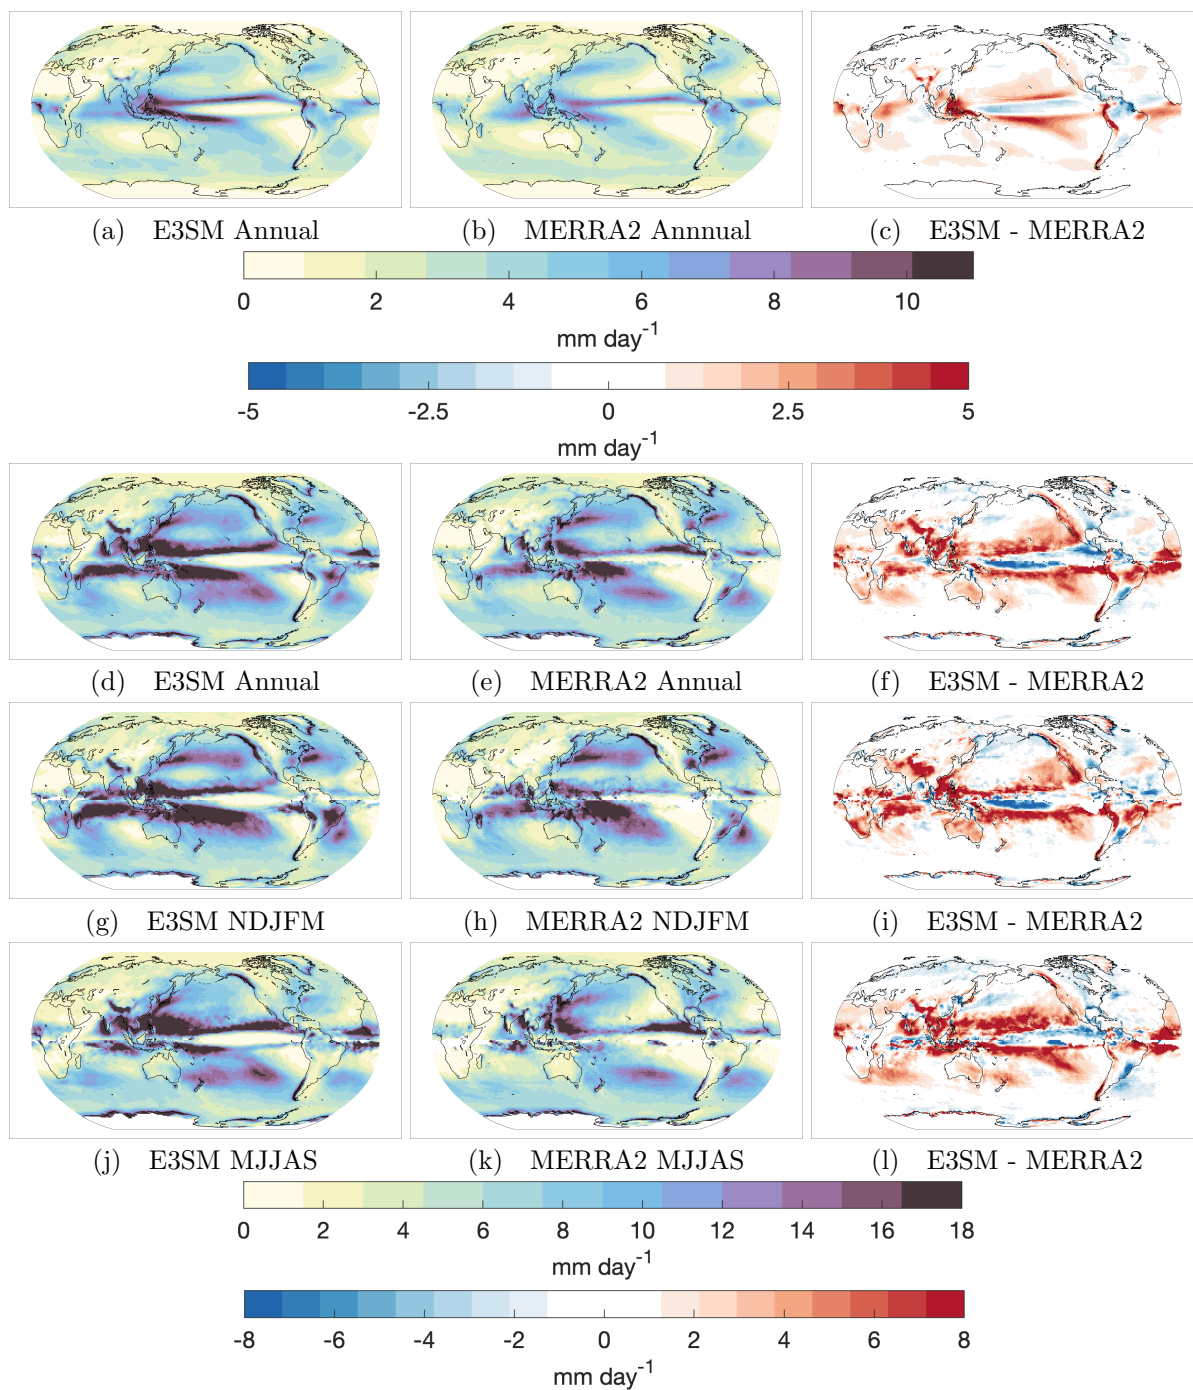 (a) E3SM Annual (b) MERRA2 Annnual (c) E3SM - MERRA2
0 2 4 6 8 10
mm day⁻¹
-5 -2.5 0 2.5 5
mm day⁻¹
(d) E3SM Annual (e) MERRA2 Annual (f) E3SM - MERRA2
(g) E3SM NDJFM (h) MERRA2 NDJFM (i) E3SM - MERRA2
(j) E3SM MJJAS (k) MERRA2 MJJAS (l) E3SM - MERRA2
0 2 4 6 8 10 12 14 16 18
mm day⁻¹
-8 -6 -4 -2 0 2 4 6 8
mm day⁻¹